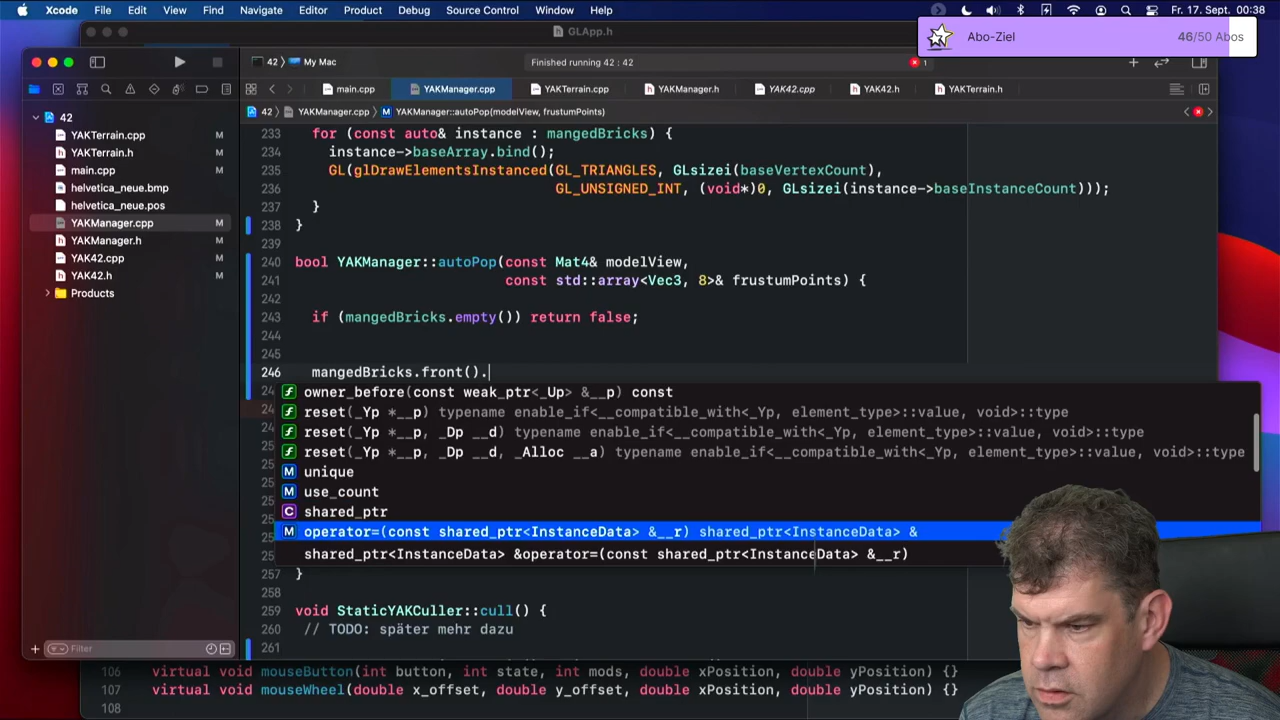 Xcode File Edit View Find Navigate Editor Product Debug Source Control Window Help Fr. 17. Sept. 00:38
GLApp.h
Abo-Ziel 46/50 Abos
42 〉 My Mac Finished running 42 : 42 1
main.cpp YAKManager.cpp YAKTerrain.cpp YAKManager.h YAK42.cpp YAK42.h YAKTerrain.h
42 〉 YAKManager.cpp 〉 YAKManager::autoPop(modelView, frustumPoints)
42
YAKTerrain.cpp M
YAKTerrain.h M
main.cpp M
helvetica_neue.bmp M
helvetica_neue.pos M
YAKManager.cpp M
YAKManager.h M
YAK42.cpp M
YAK42.h M
Products
Filter
233 for (const auto& instance : mangedBricks) {
234 instance->baseArray.bind();
235 GL(glDrawElementsInstanced(GL_TRIANGLES, GLsizei(baseVertexCount),
236 GL_UNSIGNED_INT, (void*)0, GLsizei(instance->baseInstanceCount)));
237 }
238 }
239
240 bool YAKManager::autoPop(const Mat4& modelView,
241 const std::array<Vec3, 8>& frustumPoints) {
242
243 if (mangedBricks.empty()) return false;
244
245
246 mangedBricks.front().
owner_before(const weak_ptr<_Up> &__p) const
reset(_Yp *__p) typename enable_if<__compatible_with<_Yp, element_type>::value, void>::type
reset(_Yp *__p, _Dp __d) typename enable_if<__compatible_with<_Yp, element_type>::value, void>::type
reset(_Yp *__p, _Dp __d, _Alloc __a) typename enable_if<__compatible_with<_Yp, element_type>::value, void>::type
unique
use_count
shared_ptr
operator=(const shared_ptr<InstanceData> &__r) shared_ptr<InstanceData> &
shared_ptr<InstanceData> &operator=(const shared_ptr<InstanceData> &__r)
257 }
258
259 void StaticYAKCuller::cull() {
260 // TODO: später mehr dazu
261
106 virtual void mouseButton(int button, int state, int mods, double xPosition, double yPosition) {}
107 virtual void mouseWheel(double x_offset, double y_offset, double xPosition, double yPosition) {}
108